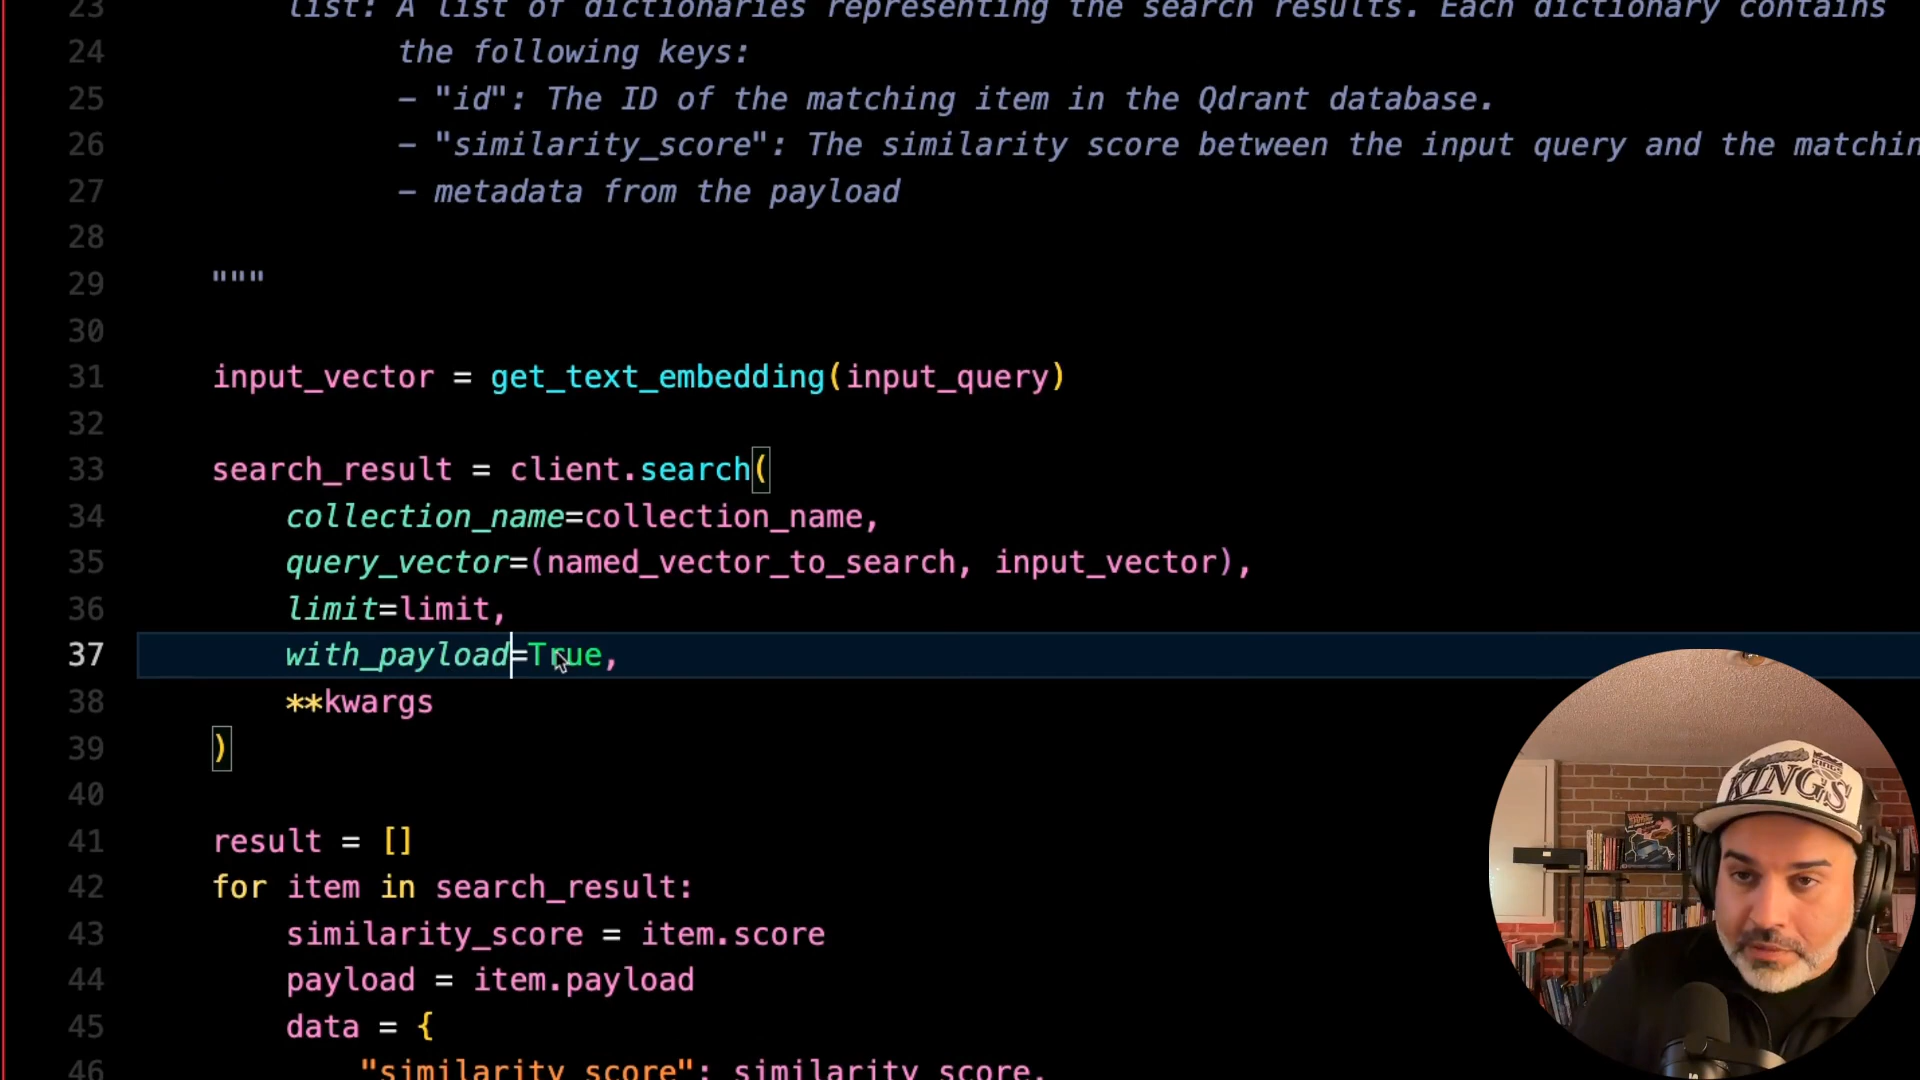 23 list: A list of dictionaries representing the search results. Each dictionary contains
24 the following keys:
25 - "id": The ID of the matching item in the Qdrant database.
26 - "similarity_score": The similarity score between the input query and the matchin
27 - metadata from the payload
28
29 """
30
31 input_vector = get_text_embedding(input_query)
32
33 search_result = client.search(
34 collection_name=collection_name,
35 query_vector=(named_vector_to_search, input_vector),
36 limit=limit,
37 with_payload=True,
38 **kwargs
39 )
40
41 result = []
42 for item in search_result:
43 similarity_score = item.score
44 payload = item.payload
45 data = {
46 "similarity_score": similarity_score,
KINGS